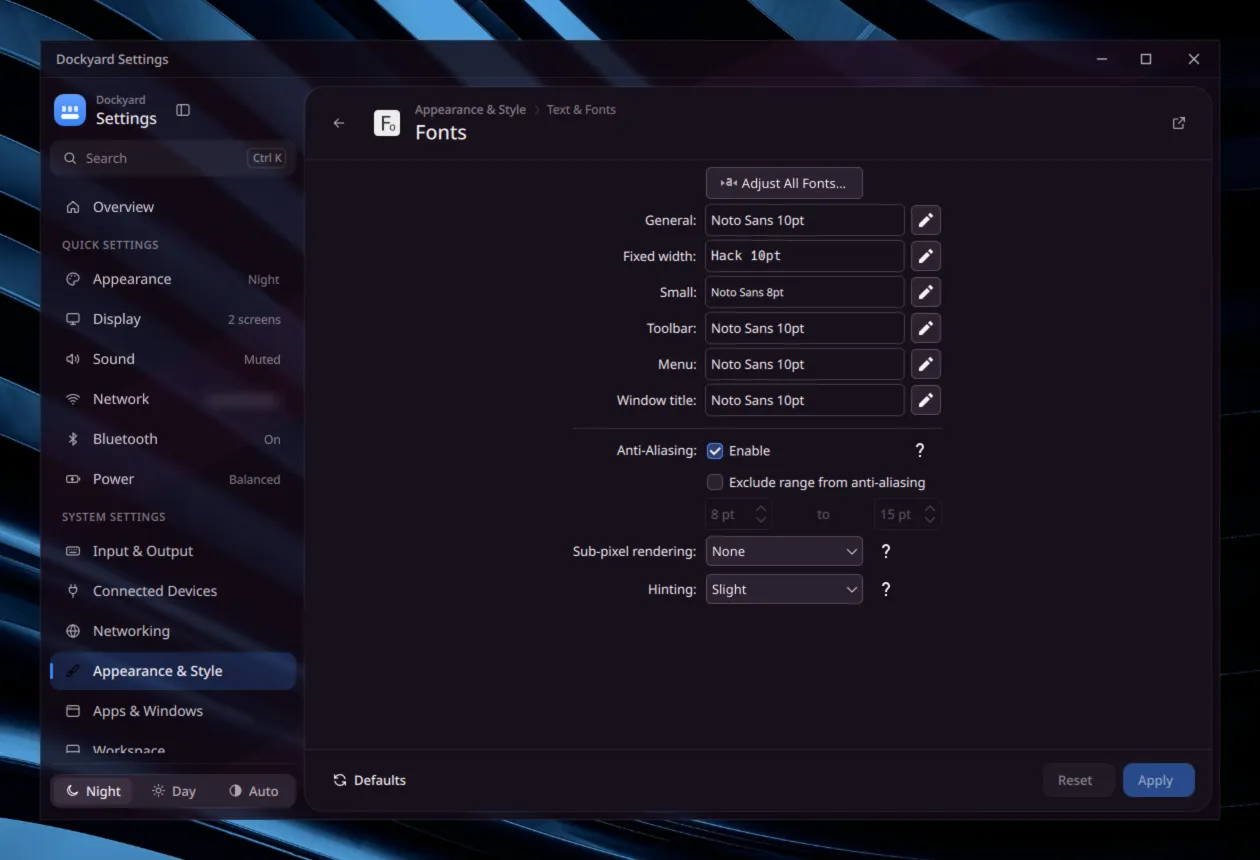 Dockyard Settings
Dockyard
Settings
Search
Ctrl K
Overview
QUICK SETTINGS
Appearance
Night
Display
2 screens
Sound
Muted
Network
Bluetooth
On
Power
Balanced
SYSTEM SETTINGS
Input & Output
Connected Devices
Networking
Appearance & Style
Apps & Windows
Workspace
Night
Day
Auto
Appearance & Style
Text & Fonts
Fonts
Adjust All Fonts...
General:
Noto Sans 10pt
Fixed width:
Hack 10pt
Small:
Noto Sans 8pt
Toolbar:
Noto Sans 10pt
Menu:
Noto Sans 10pt
Window title:
Noto Sans 10pt
Anti-Aliasing:
Enable
?
Exclude range from anti-aliasing
8 pt
to
15 pt
Sub-pixel rendering:
None
?
Hinting:
Slight
?
Defaults
Reset
Apply